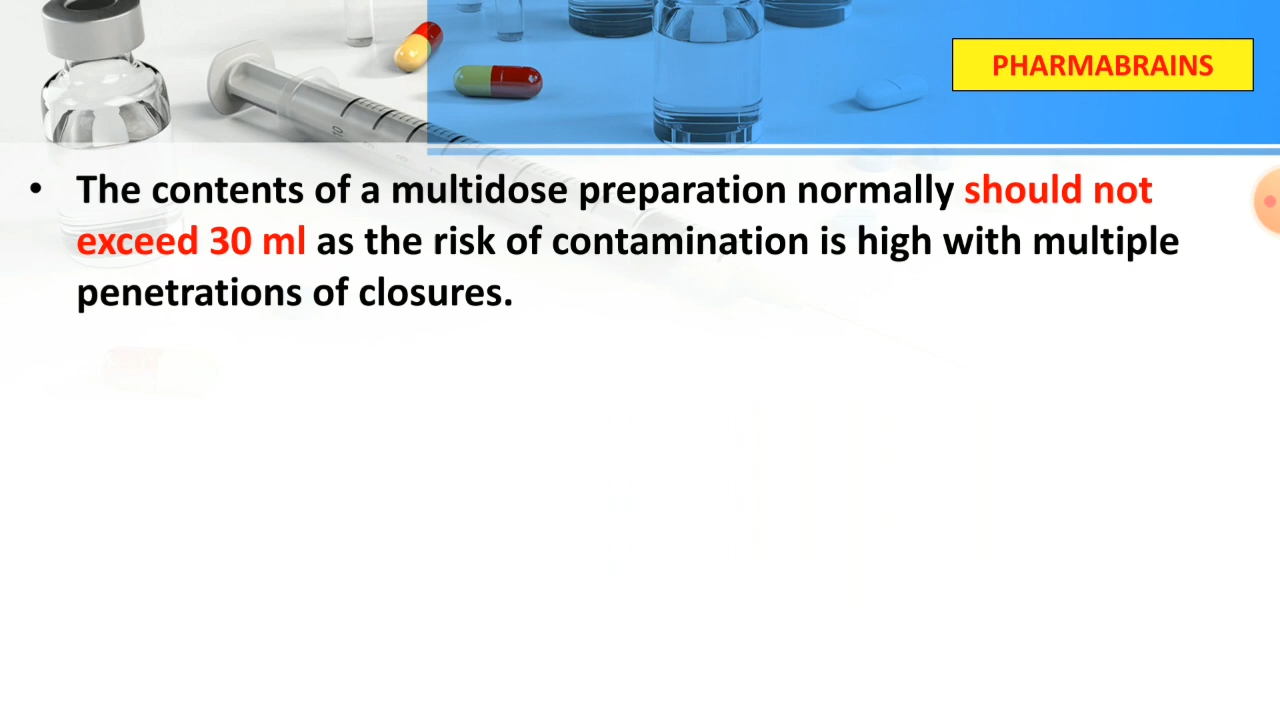 PHARMABRAINS
• The contents of a multidose preparation normally should not
exceed 30 ml as the risk of contamination is high with multiple
penetrations of closures.